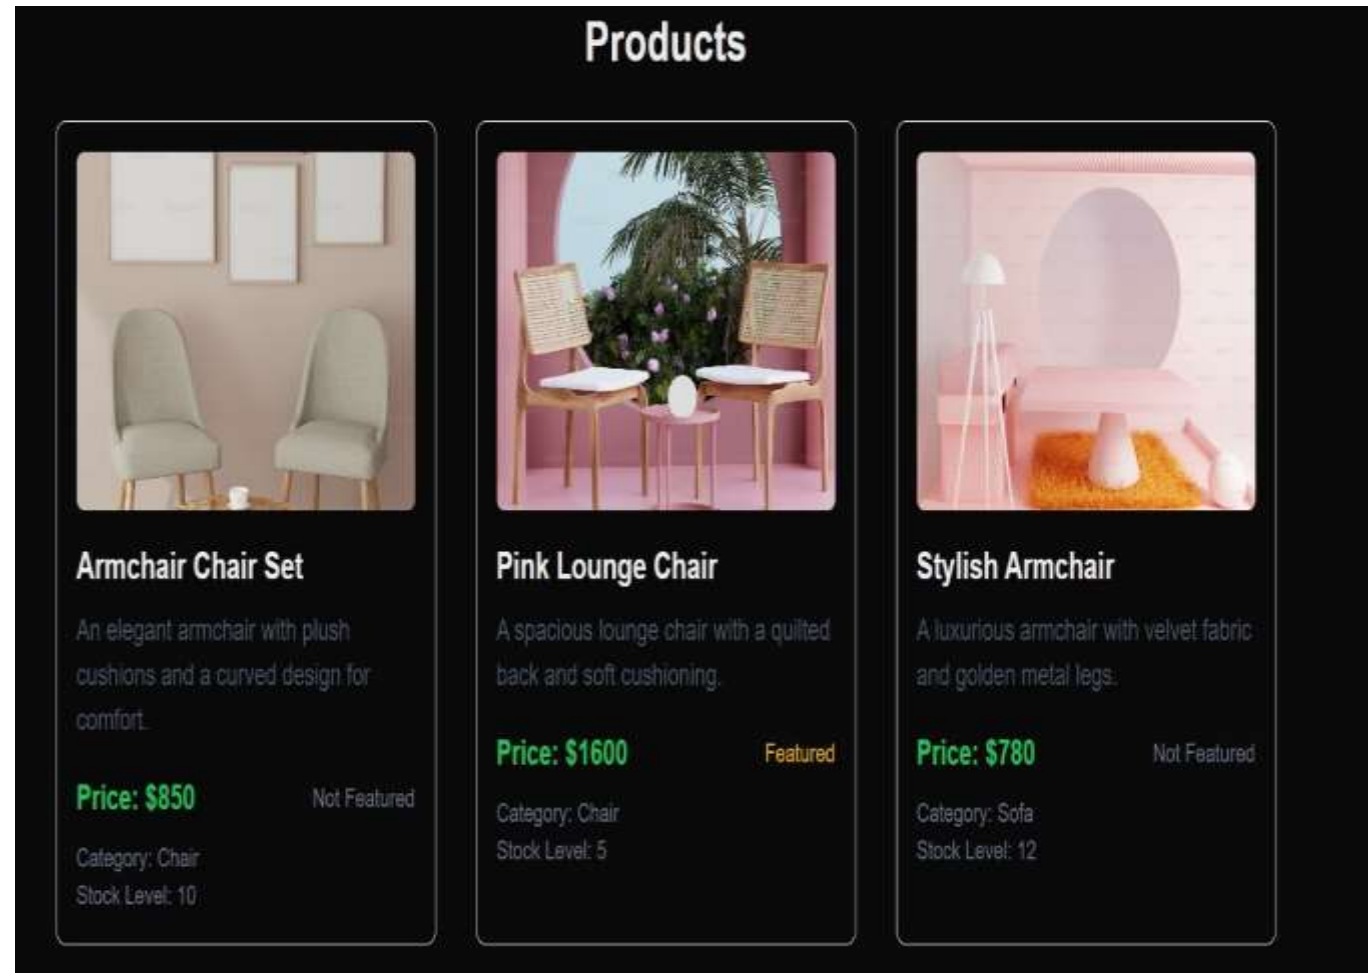 Products
Armchair Chair Set
An elegant armchair with plush
cushions and a curved design for
comfort.
Price: $850
Not Featured
Category: Chair
Stock Level: 10
Pink Lounge Chair
A spacious lounge chair with a quilted
back and soft cushioning.
Price: $1600
Featured
Category: Chair
Stock Level: 5
Stylish Armchair
A luxurious armchair with velvet fabric
and golden metal legs.
Price: $780
Not Featured
Category: Sofa
Stock Level: 12